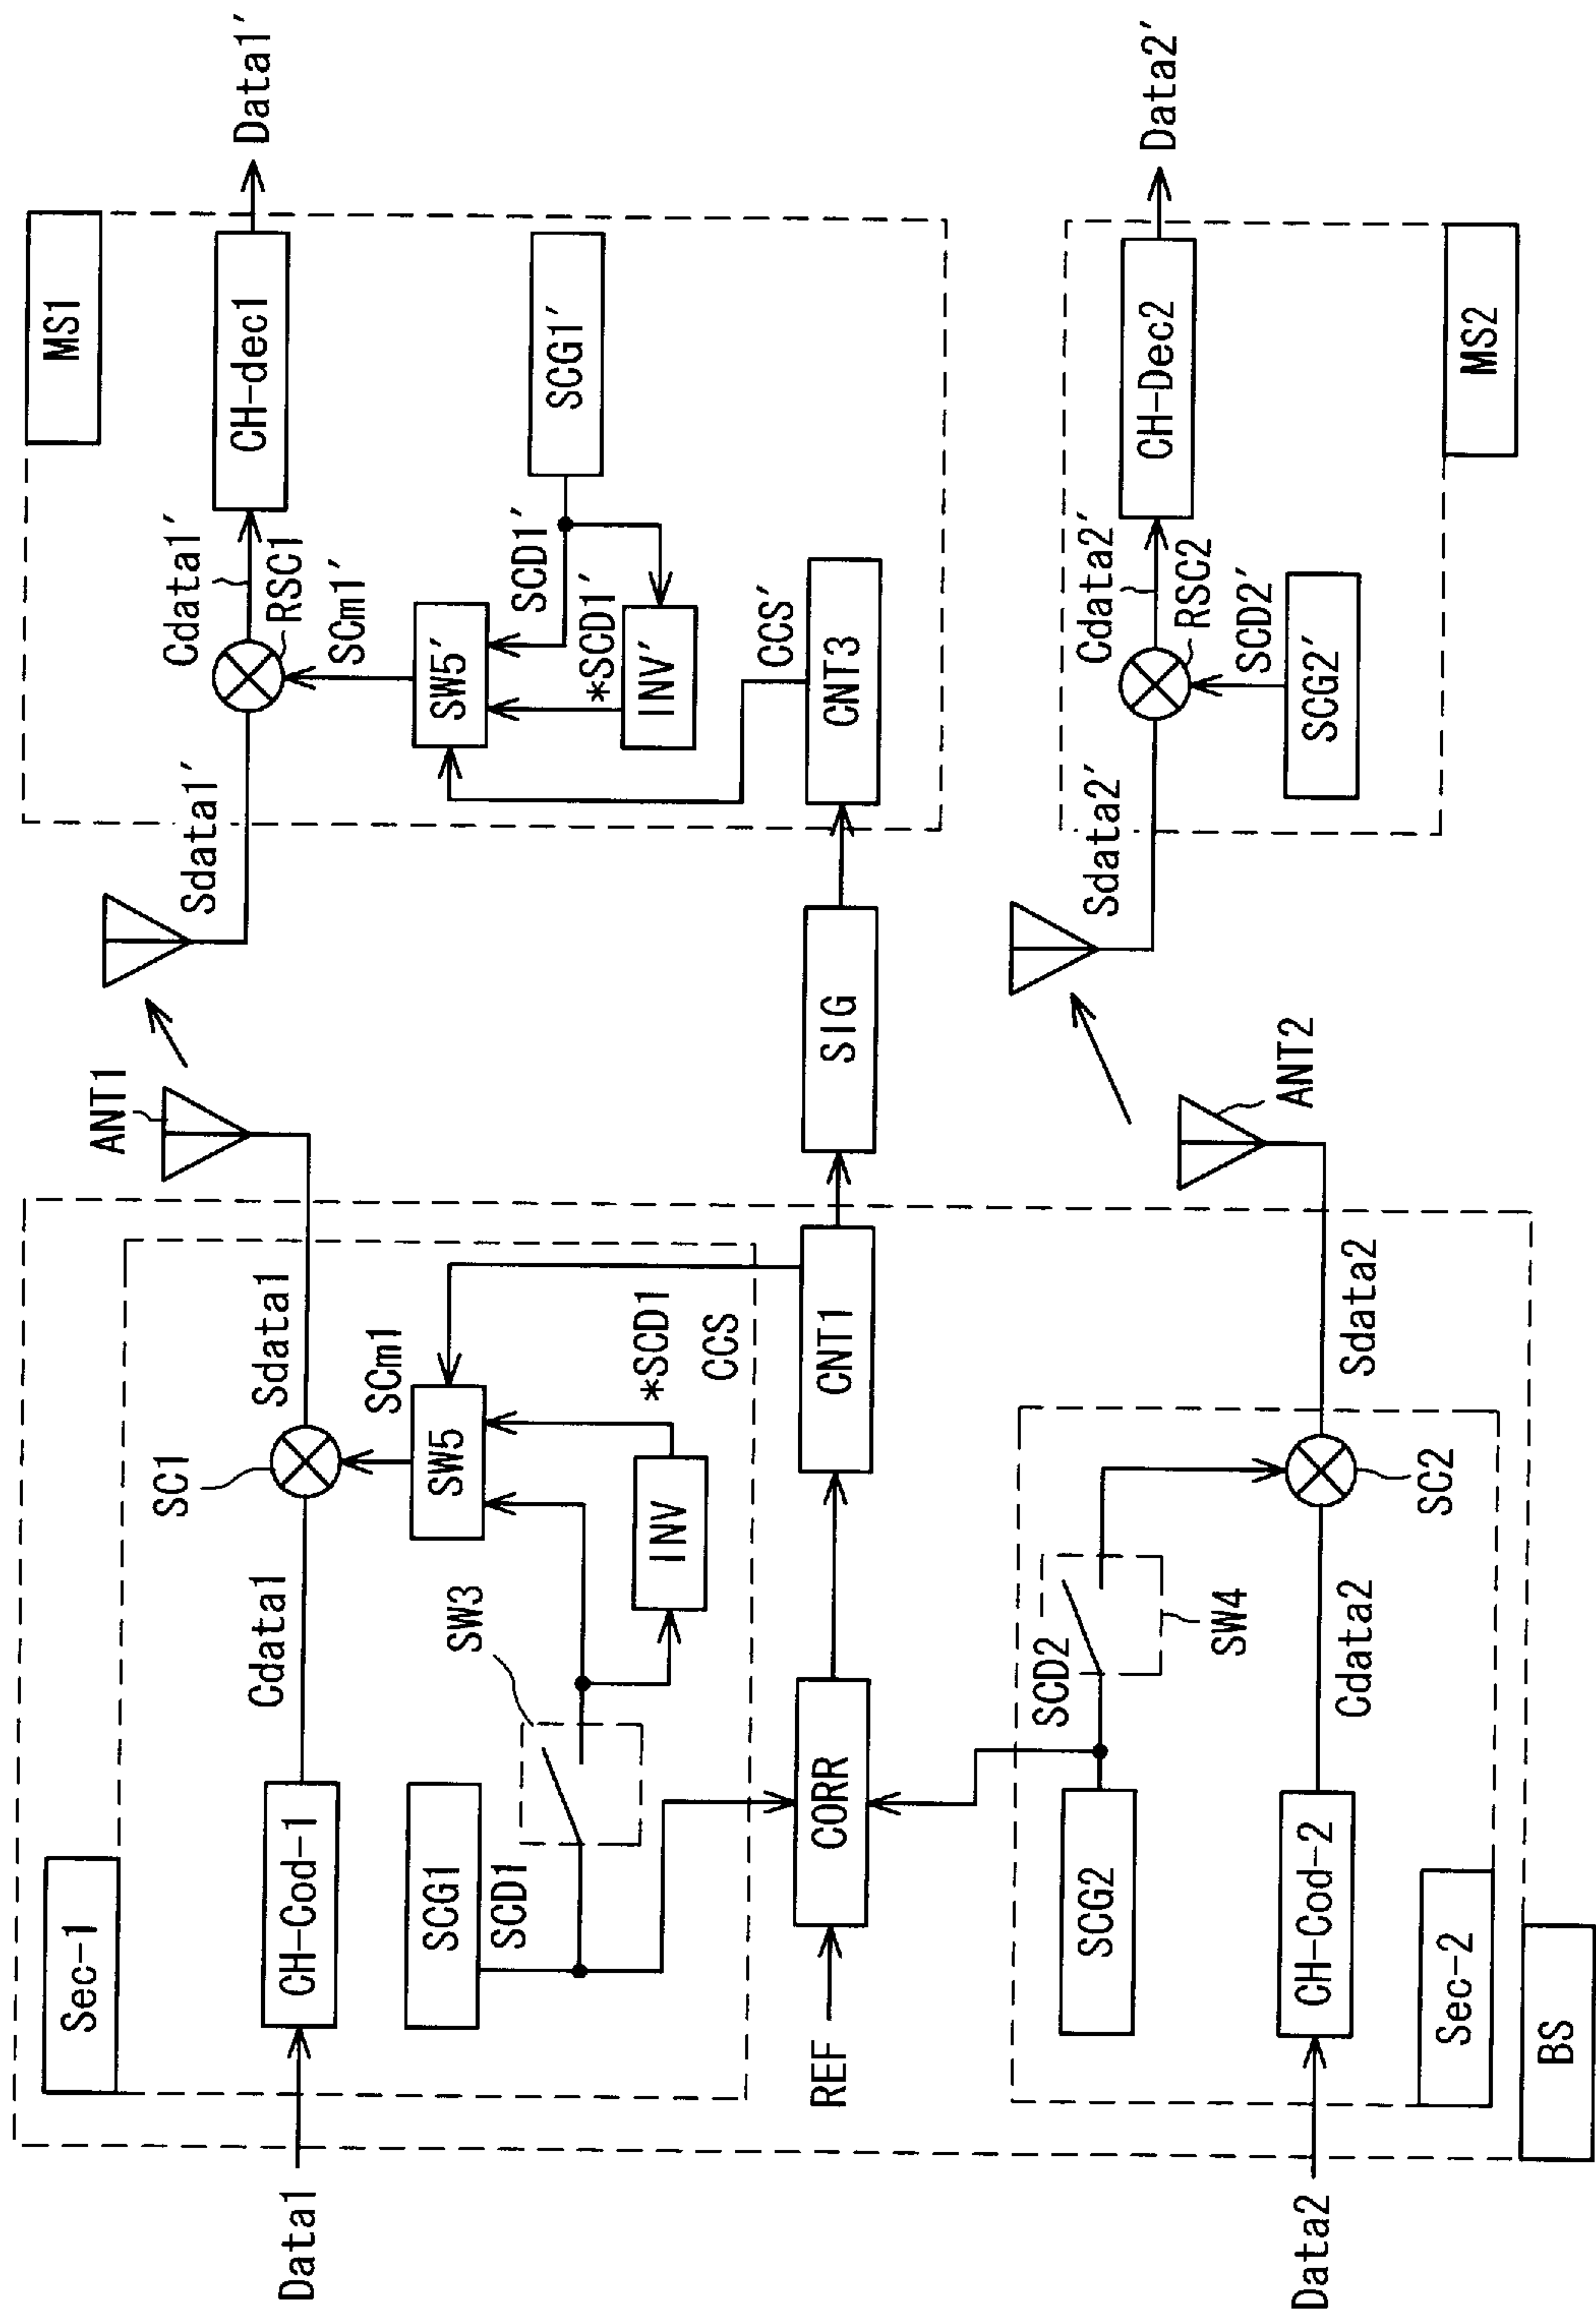 Sec-1
Data1
CH-Cod-1
Cdata1
SC1
Sdata1
ANT1
SCG1
SCD1
SW3
SW5
SCm1
INV
*SCD1
CCS
REF
CORR
CNT1
SIG
SCG2
SCD2
SW4
Data2
CH-Cod-2
Cdata2
SC2
Sdata2
ANT2
Sec-2
BS
MS1
Sdata1'
Cdata1'
RSC1
SCm1'
CH-dec1
Data1'
SW5'
SCD1'
*SCD1'
INV'
SCG1'
CCS'
CNT3
Sdata2'
Cdata2'
RSC2
SCD2'
SCG2'
CH-Dec2
Data2'
MS2